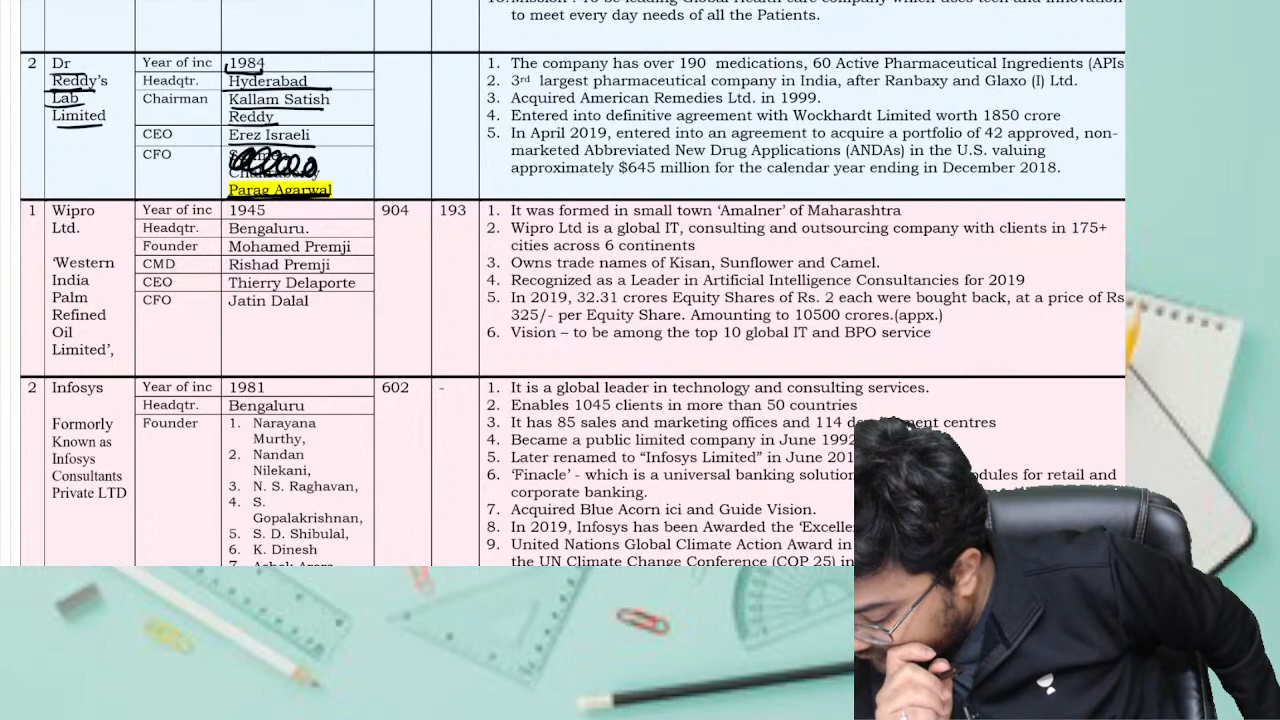 to meet every day needs of all the Patients.
2 Dr Reddy's Lab Limited
Year of inc 1984
Headqtr. Hyderabad
Chairman Kallam Satish Reddy
CEO Erez Israeli
CFO
Parag Agarwal
1. The company has over 190 medications, 60 Active Pharmaceutical Ingredients (APIs
2. 3rd largest pharmaceutical company in India, after Ranbaxy and Glaxo (I) Ltd.
3. Acquired American Remedies Ltd. in 1999.
4. Entered into definitive agreement with Wockhardt Limited worth 1850 crore
5. In April 2019, entered into an agreement to acquire a portfolio of 42 approved, non-
marketed Abbreviated New Drug Applications (ANDAs) in the U.S. valuing
approximately $645 million for the calendar year ending in December 2018.
1 Wipro Ltd.
'Western India Palm Refined Oil Limited',
Year of inc 1945 904 193
Headqtr. Bengaluru.
Founder Mohamed Premji
CMD Rishad Premji
CEO Thierry Delaporte
CFO Jatin Dalal
1. It was formed in small town 'Amalner' of Maharashtra
2. Wipro Ltd is a global IT, consulting and outsourcing company with clients in 175+
cities across 6 continents
3. Owns trade names of Kisan, Sunflower and Camel.
4. Recognized as a Leader in Artificial Intelligence Consultancies for 2019
5. In 2019, 32.31 crores Equity Shares of Rs. 2 each were bought back, at a price of Rs
325/- per Equity Share. Amounting to 10500 crores.(appx.)
6. Vision – to be among the top 10 global IT and BPO service
2 Infosys
Formorly Known as Infosys Consultants Private LTD
Year of inc 1981 602 -
Headqtr. Bengaluru
Founder
1. Narayana Murthy,
2. Nandan Nilekani,
3. N. S. Raghavan,
4. S. Gopalakrishnan,
5. S. D. Shibulal,
6. K. Dinesh
1. It is a global leader in technology and consulting services.
2. Enables 1045 clients in more than 50 countries
3. It has 85 sales and marketing offices and 114 centres
4. Became a public limited company in June 1992
5. Later renamed to "Infosys Limited" in June 201
6. 'Finacle' - which is a universal banking solution for retail and
corporate banking.
7. Acquired Blue Acorn ici and Guide Vision.
8. In 2019, Infosys has been Awarded the
9. United Nations Global Climate Action Award in
the UN Climate Change Conference (COP 25) in